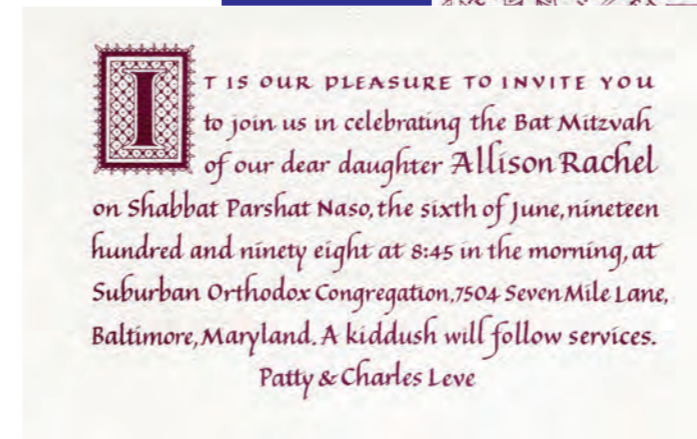 IT IS OUR PLEASURE TO INVITE YOU
to join us in celebrating the Bat Mitzvah
of our dear daughter Allison Rachel
on Shabbat Parshat Naso, the sixth of June, nineteen
hundred and ninety eight at 8:45 in the morning, at
Suburban Orthodox Congregation, 7504 Seven Mile Lane,
Baltimore, Maryland. A kiddush will follow services.
Patty & Charles Leve